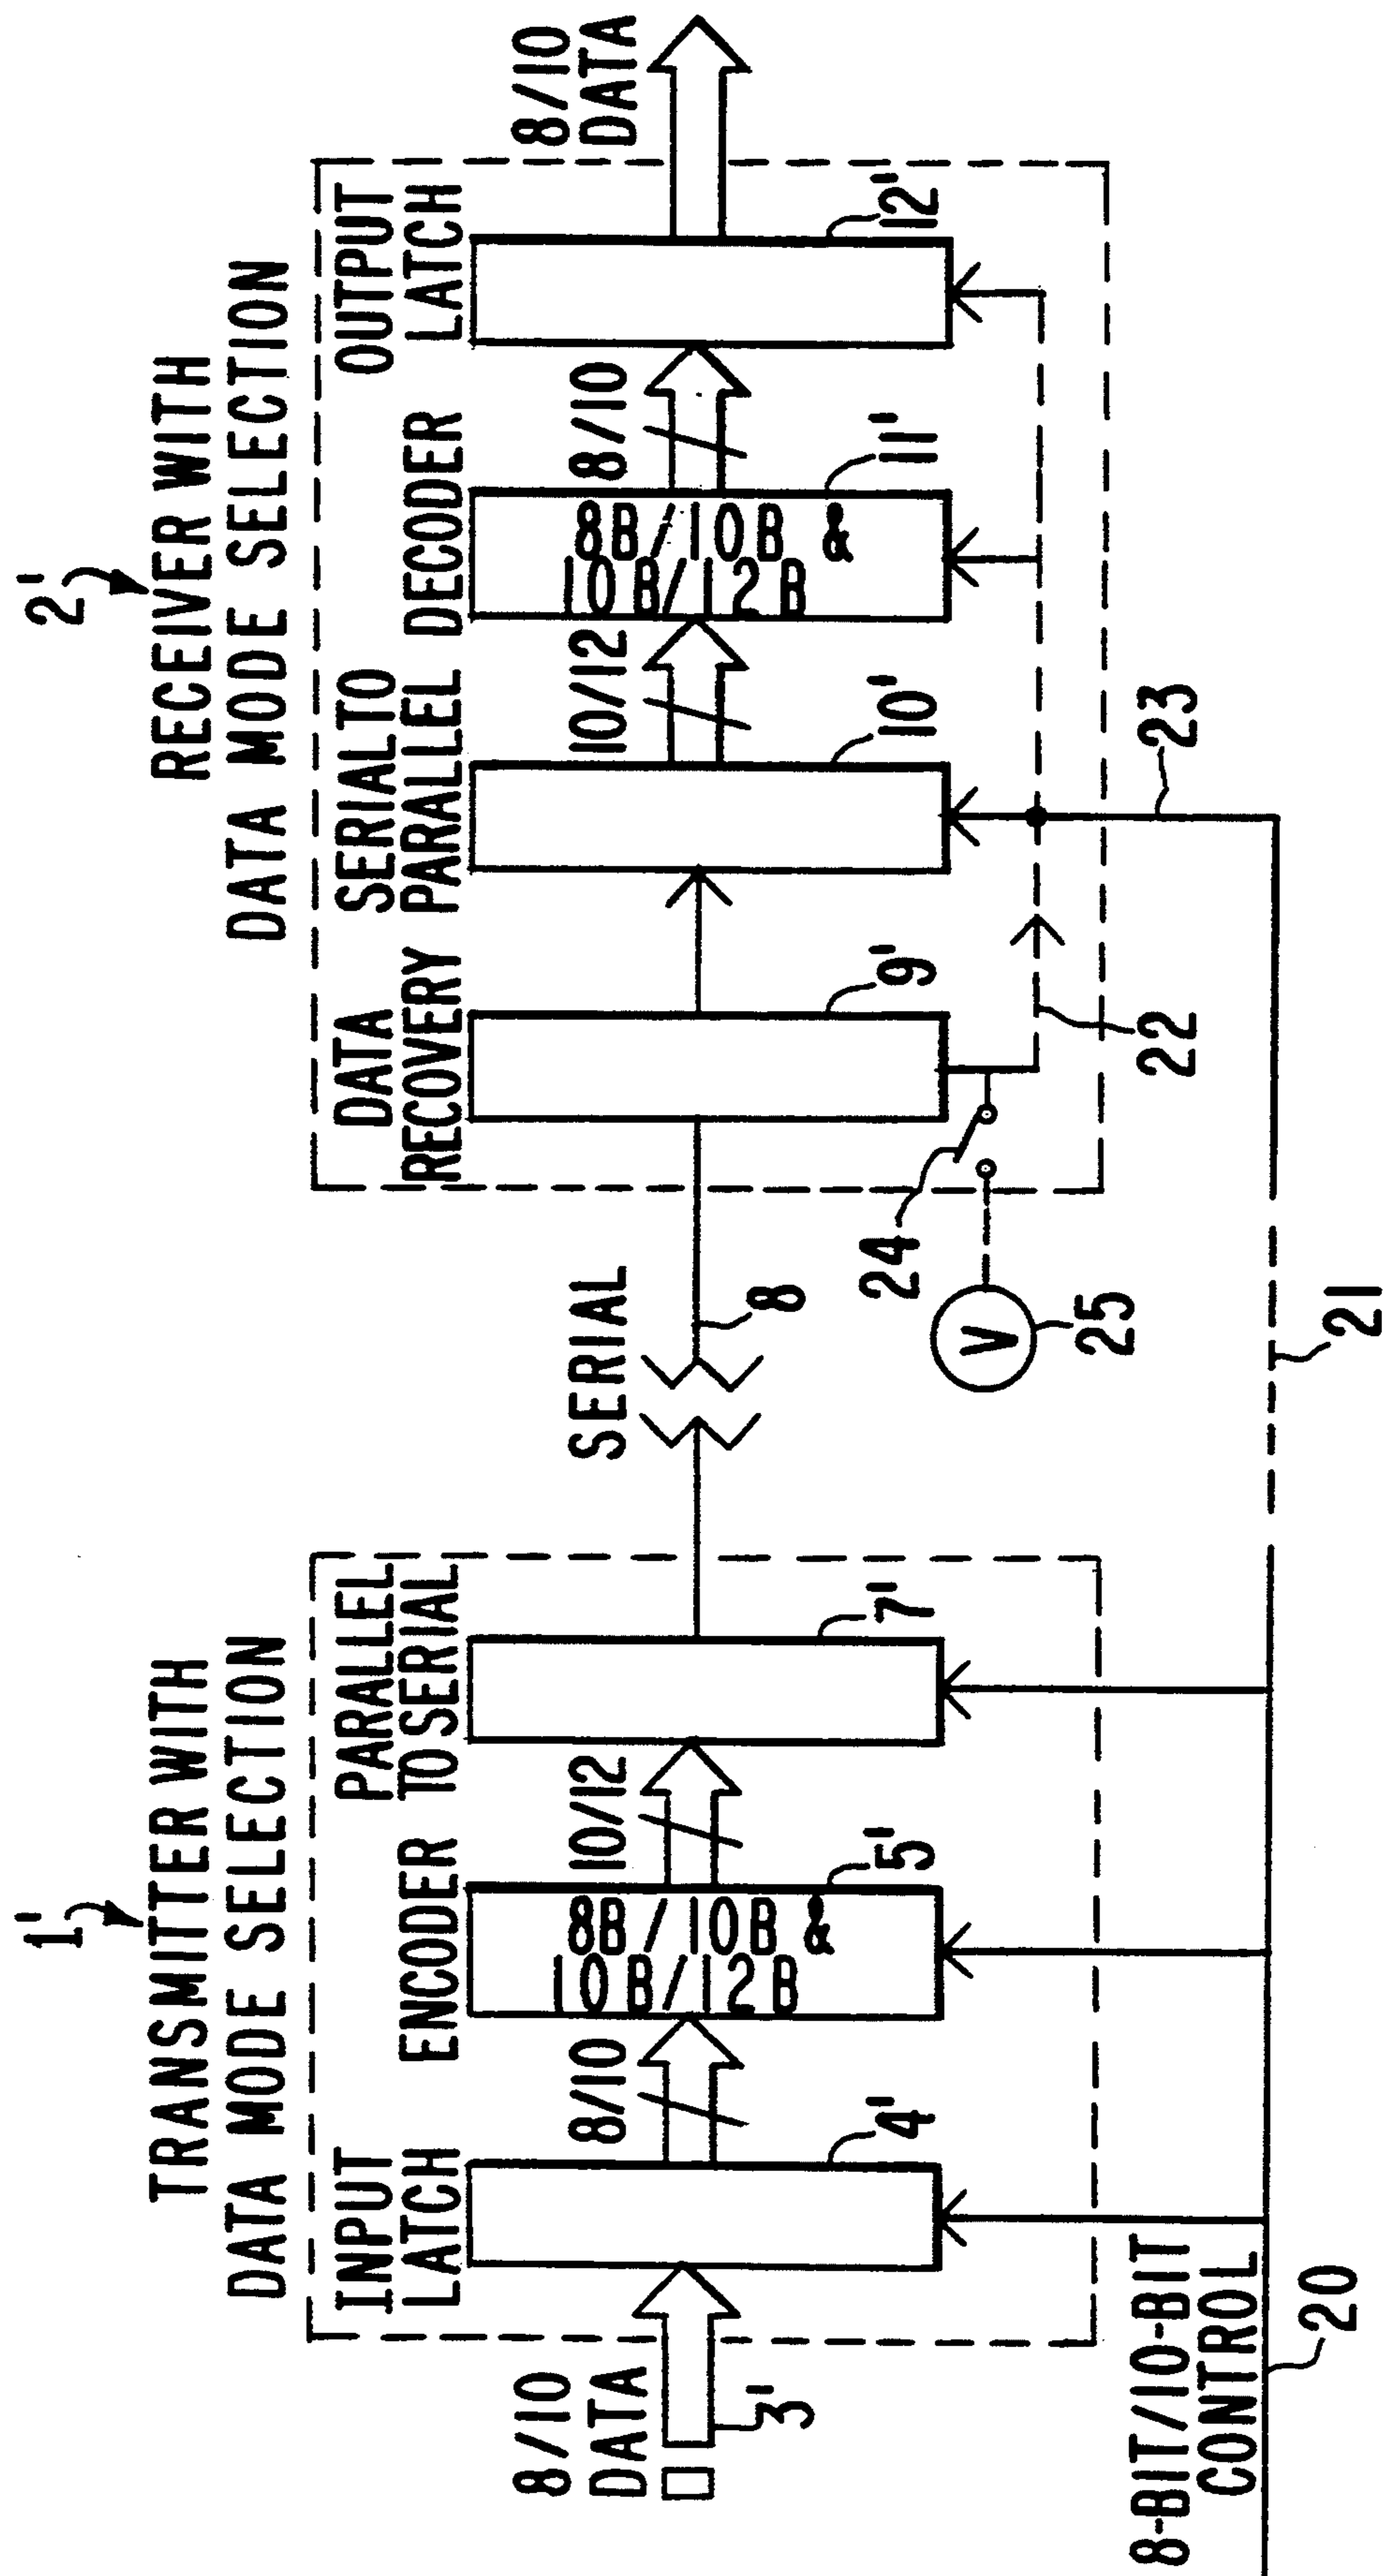 1'
TRANSMITTER WITH
DATA MODE SELECTION
INPUT
LATCH
ENCODER
PARALLEL
TO SERIAL
8/10
DATA
3'
8/10
8B/10B &
10B/12B
10/12
4'
5'
7'
8-BIT/10-BIT
CONTROL
20
SERIAL
8
21
2'
RECEIVER WITH
DATA MODE SELECTION
DATA
RECOVERY
SERIAL TO
PARALLEL
DECODER
OUTPUT
LATCH
10/12
8B/10B &
10B/12B
8/10
8/10
DATA
9'
10'
11'
12'
24
V
25
22
23